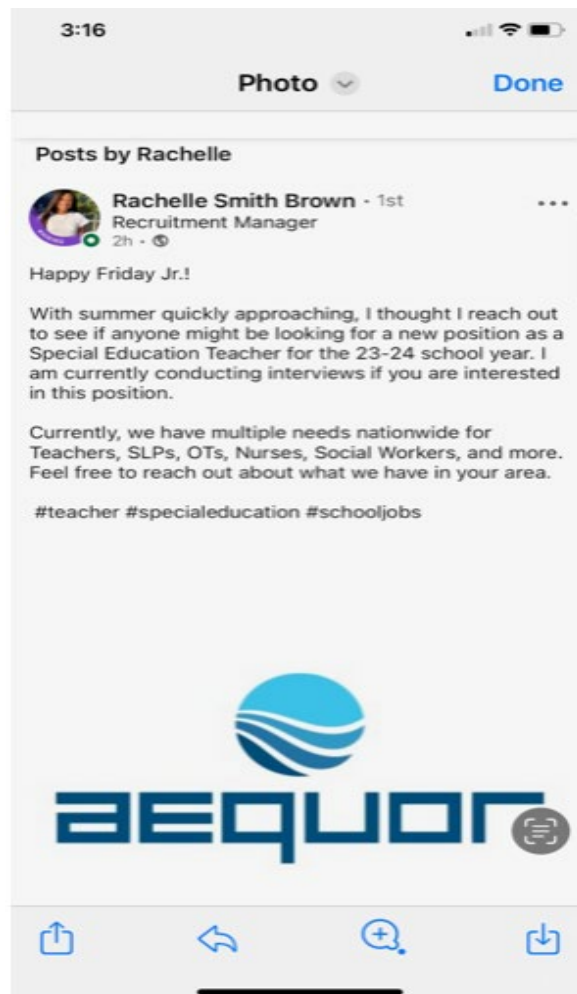 3:16
Photo
Done
Posts by Rachelle
Rachelle Smith Brown · 1st
Recruitment Manager
2h ·
Happy Friday Jr.!
With summer quickly approaching, I thought I reach out
to see if anyone might be looking for a new position as a
Special Education Teacher for the 23-24 school year. I
am currently conducting interviews if you are interested
in this position.
Currently, we have multiple needs nationwide for
Teachers, SLPs, OTs, Nurses, Social Workers, and more.
Feel free to reach out about what we have in your area.
#teacher #specialeducation #schooljobs
aequor